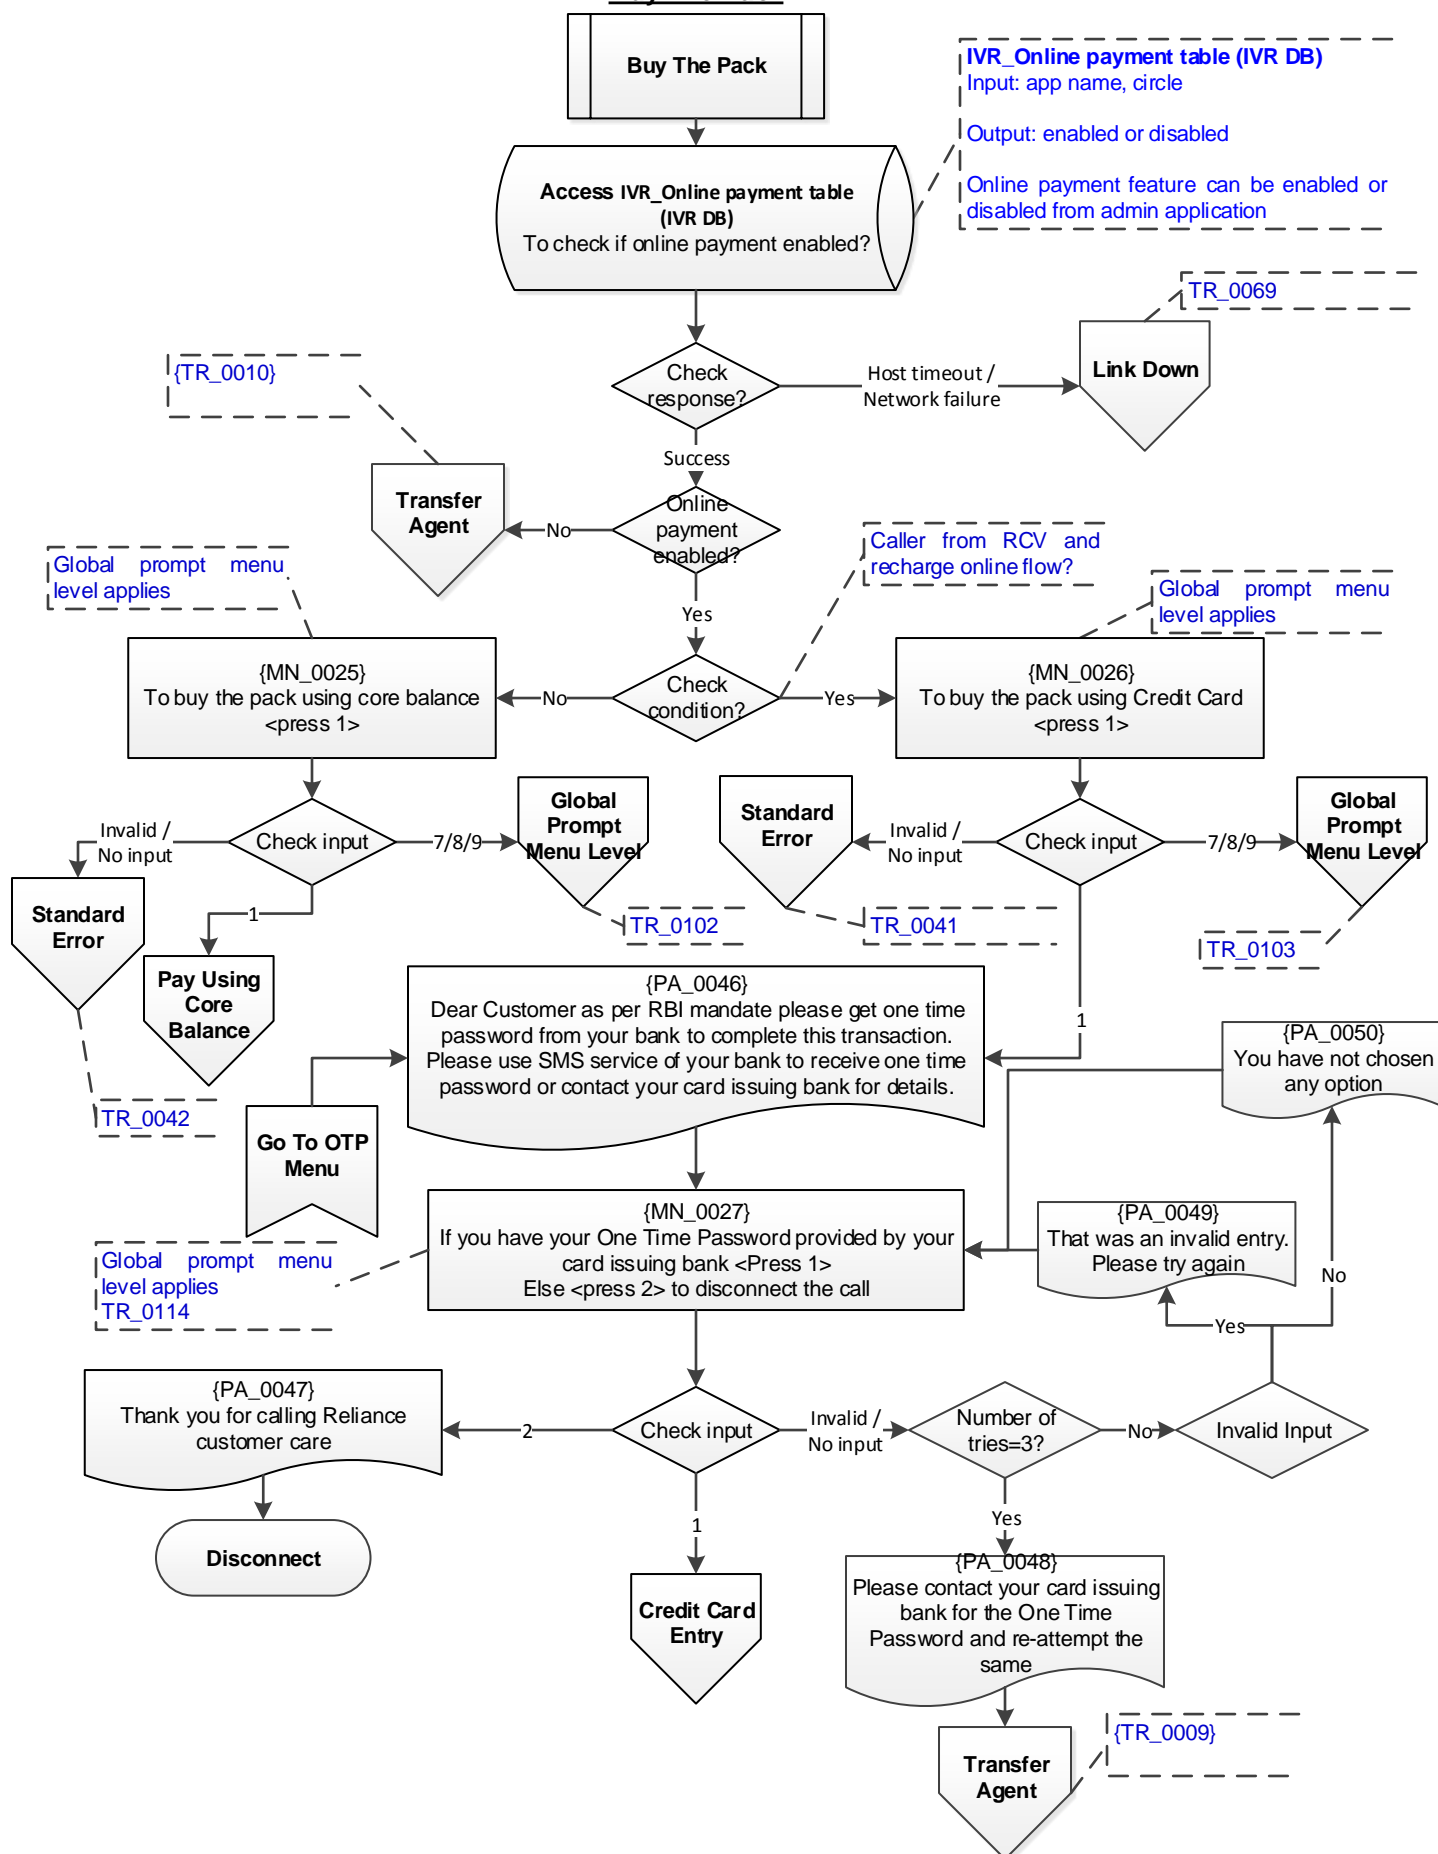 Buy The Pack
IVR_Online payment table (IVR DB)
Input: app name, circle
Output: enabled or disabled
Online payment feature can be enabled or
disabled from admin application
Access IVR_Online payment table
(IVR DB)
To check if online payment enabled?
TR_0069
Link Down
Check
response?
Host timeout /
Network failure
{TR_0010}
Success
Transfer
Agent
No
Online
payment
enabled?
Caller from RCV and
recharge online flow?
Global prompt menu
level applies
Global prompt menu
level applies
Yes
{MN_0025}
To buy the pack using core balance
<press 1>
No
Check
condition?
Yes
{MN_0026}
To buy the pack using Credit Card
<press 1>
Invalid /
No input
Check input
7/8/9
Global
Prompt
Menu Level
Standard
Error
Invalid /
No input
Check input
7/8/9
Global
Prompt
Menu Level
Standard
Error
1
TR_0102
TR_0041
TR_0103
Pay Using
Core
Balance
{PA_0046}
Dear Customer as per RBI mandate please get one time
password from your bank to complete this transaction.
Please use SMS service of your bank to receive one time
password or contact your card issuing bank for details.
1
{PA_0050}
You have not chosen
any option
TR_0042
Go To OTP
Menu
{MN_0027}
If you have your One Time Password provided by your
card issuing bank <Press 1>
Else <press 2> to disconnect the call
{PA_0049}
That was an invalid entry.
Please try again
No
Global prompt menu
level applies
TR_0114
Yes
{PA_0047}
Thank you for calling Reliance
customer care
2
Check input
Invalid /
No input
Number of
tries=3?
No
Invalid Input
Disconnect
1
Yes
Credit Card
Entry
{PA_0048}
Please contact your card issuing
bank for the One Time
Password and re-attempt the
same
{TR_0009}
Transfer
Agent